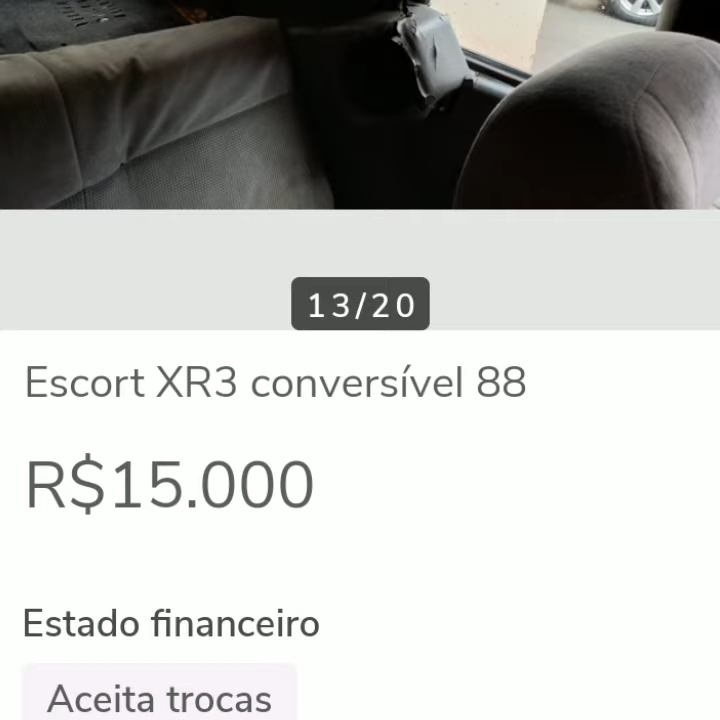 13/20
Escort XR3 conversível 88
R$15.000
Estado financeiro
Aceita trocas